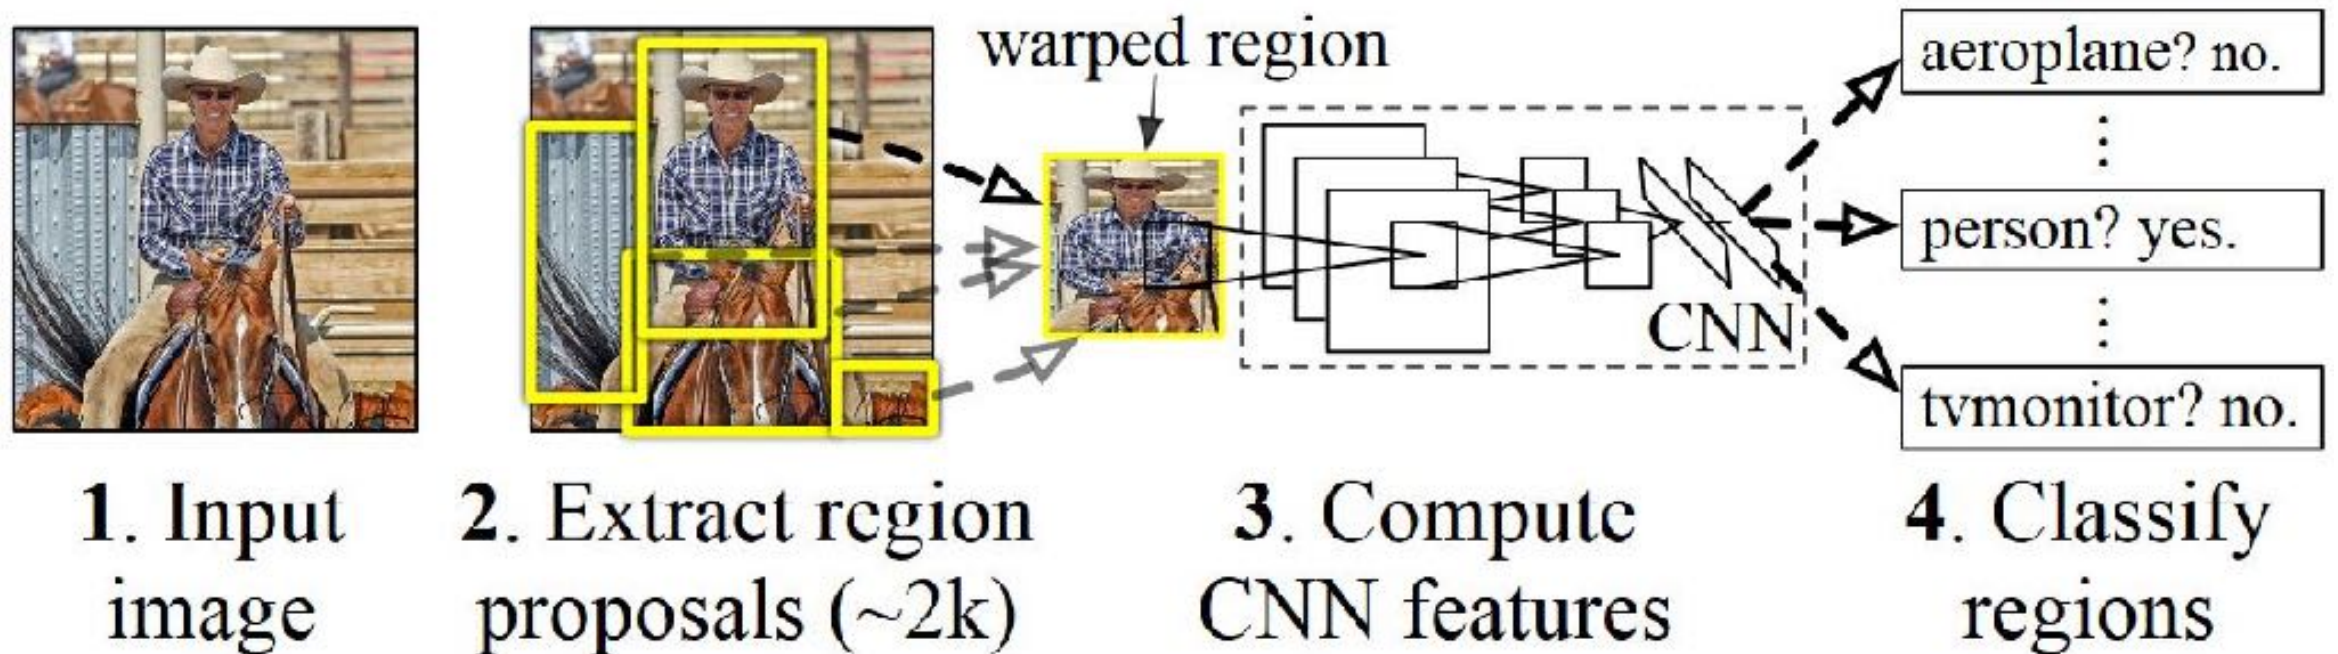 warped region
aeroplane? no.
⋮
person? yes.
⋮
tvmonitor? no.
CNN
1. Input
image
2. Extract region
proposals (~2k)
3. Compute
CNN features
4. Classify
regions